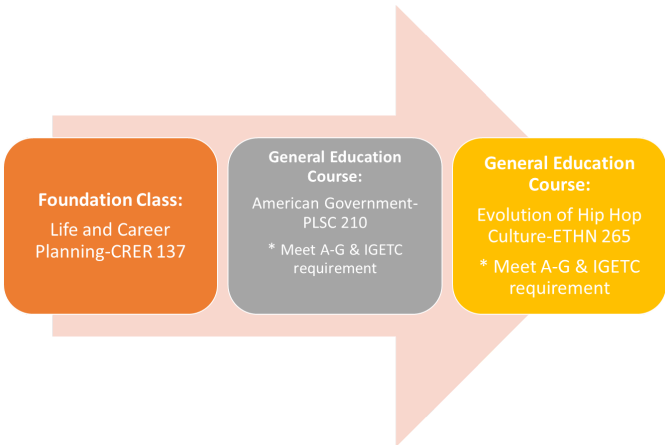 Foundation Class:
Life and Career
Planning-CRER 137
General Education
Course:
American Government-
PLSC 210
* Meet A-G & IGETC
requirement
General Education
Course:
Evolution of Hip Hop
Culture-ETHN 265
* Meet A-G & IGETC
requirement